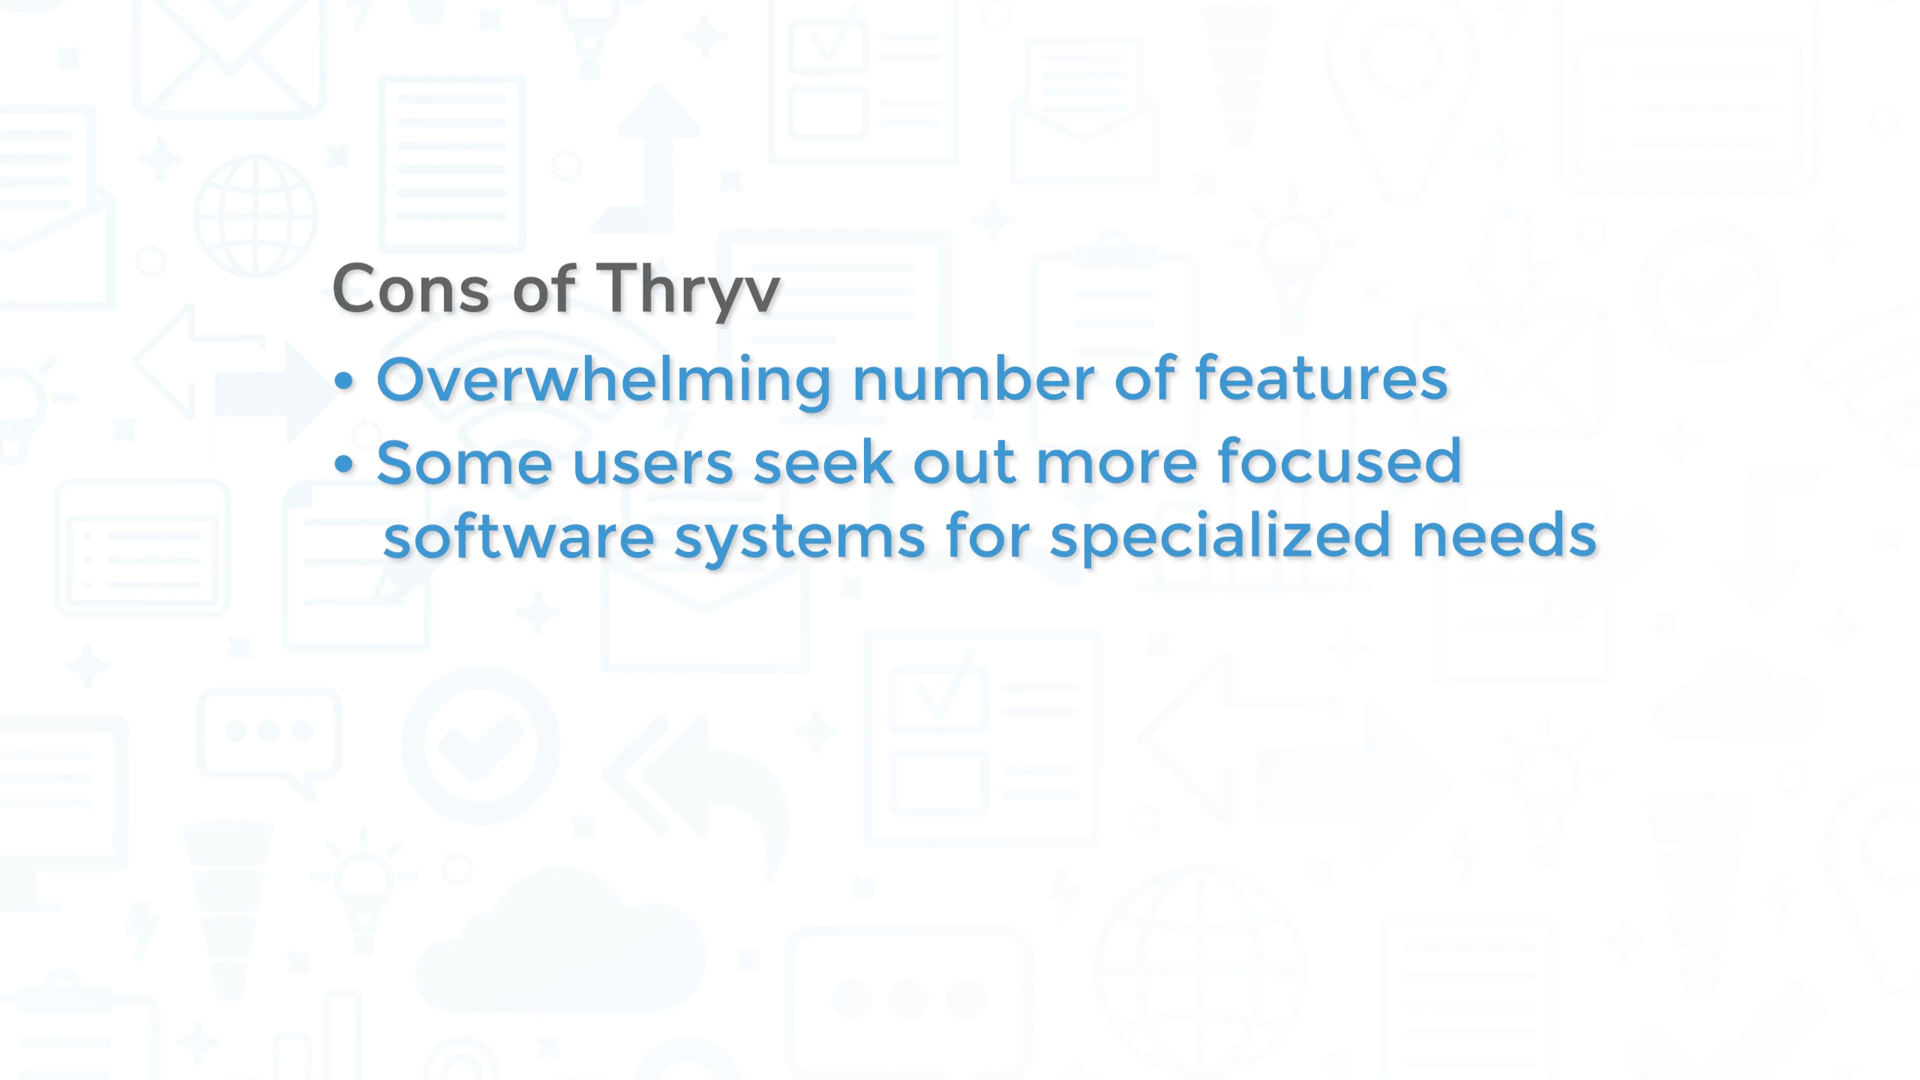 Cons of Thryv
• Overwhelming number of features
• Some users seek out more focused
software systems for specialized needs